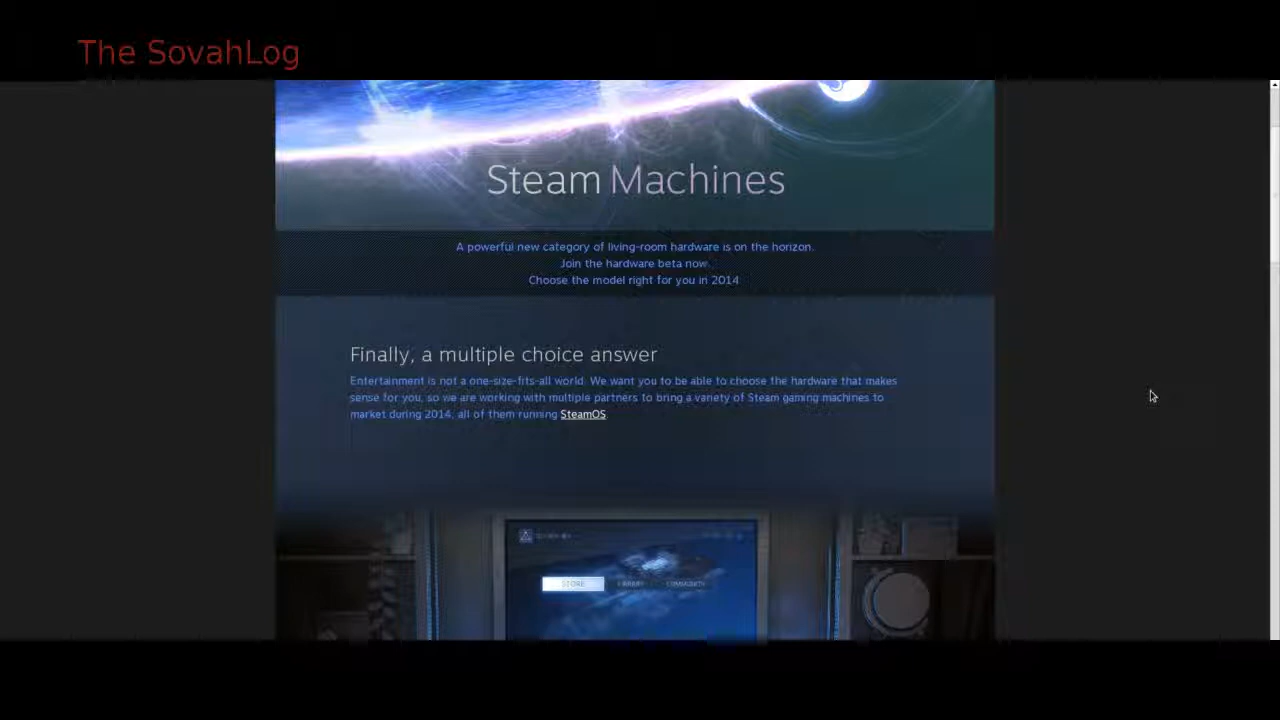 The SovahLog
Steam Machines
A powerful new category of living-room hardware is on the horizon.
Join the hardware beta now.
Choose the model right for you in 2014
Finally, a multiple choice answer
Entertainment is not a one-size-fits-all world. We want you to be able to choose the hardware that makes
sense for you, so we are working with multiple partners to bring a variety of Steam gaming machines to
market during 2014, all of them running SteamOS.
STORE LIBRARY COMMUNITY